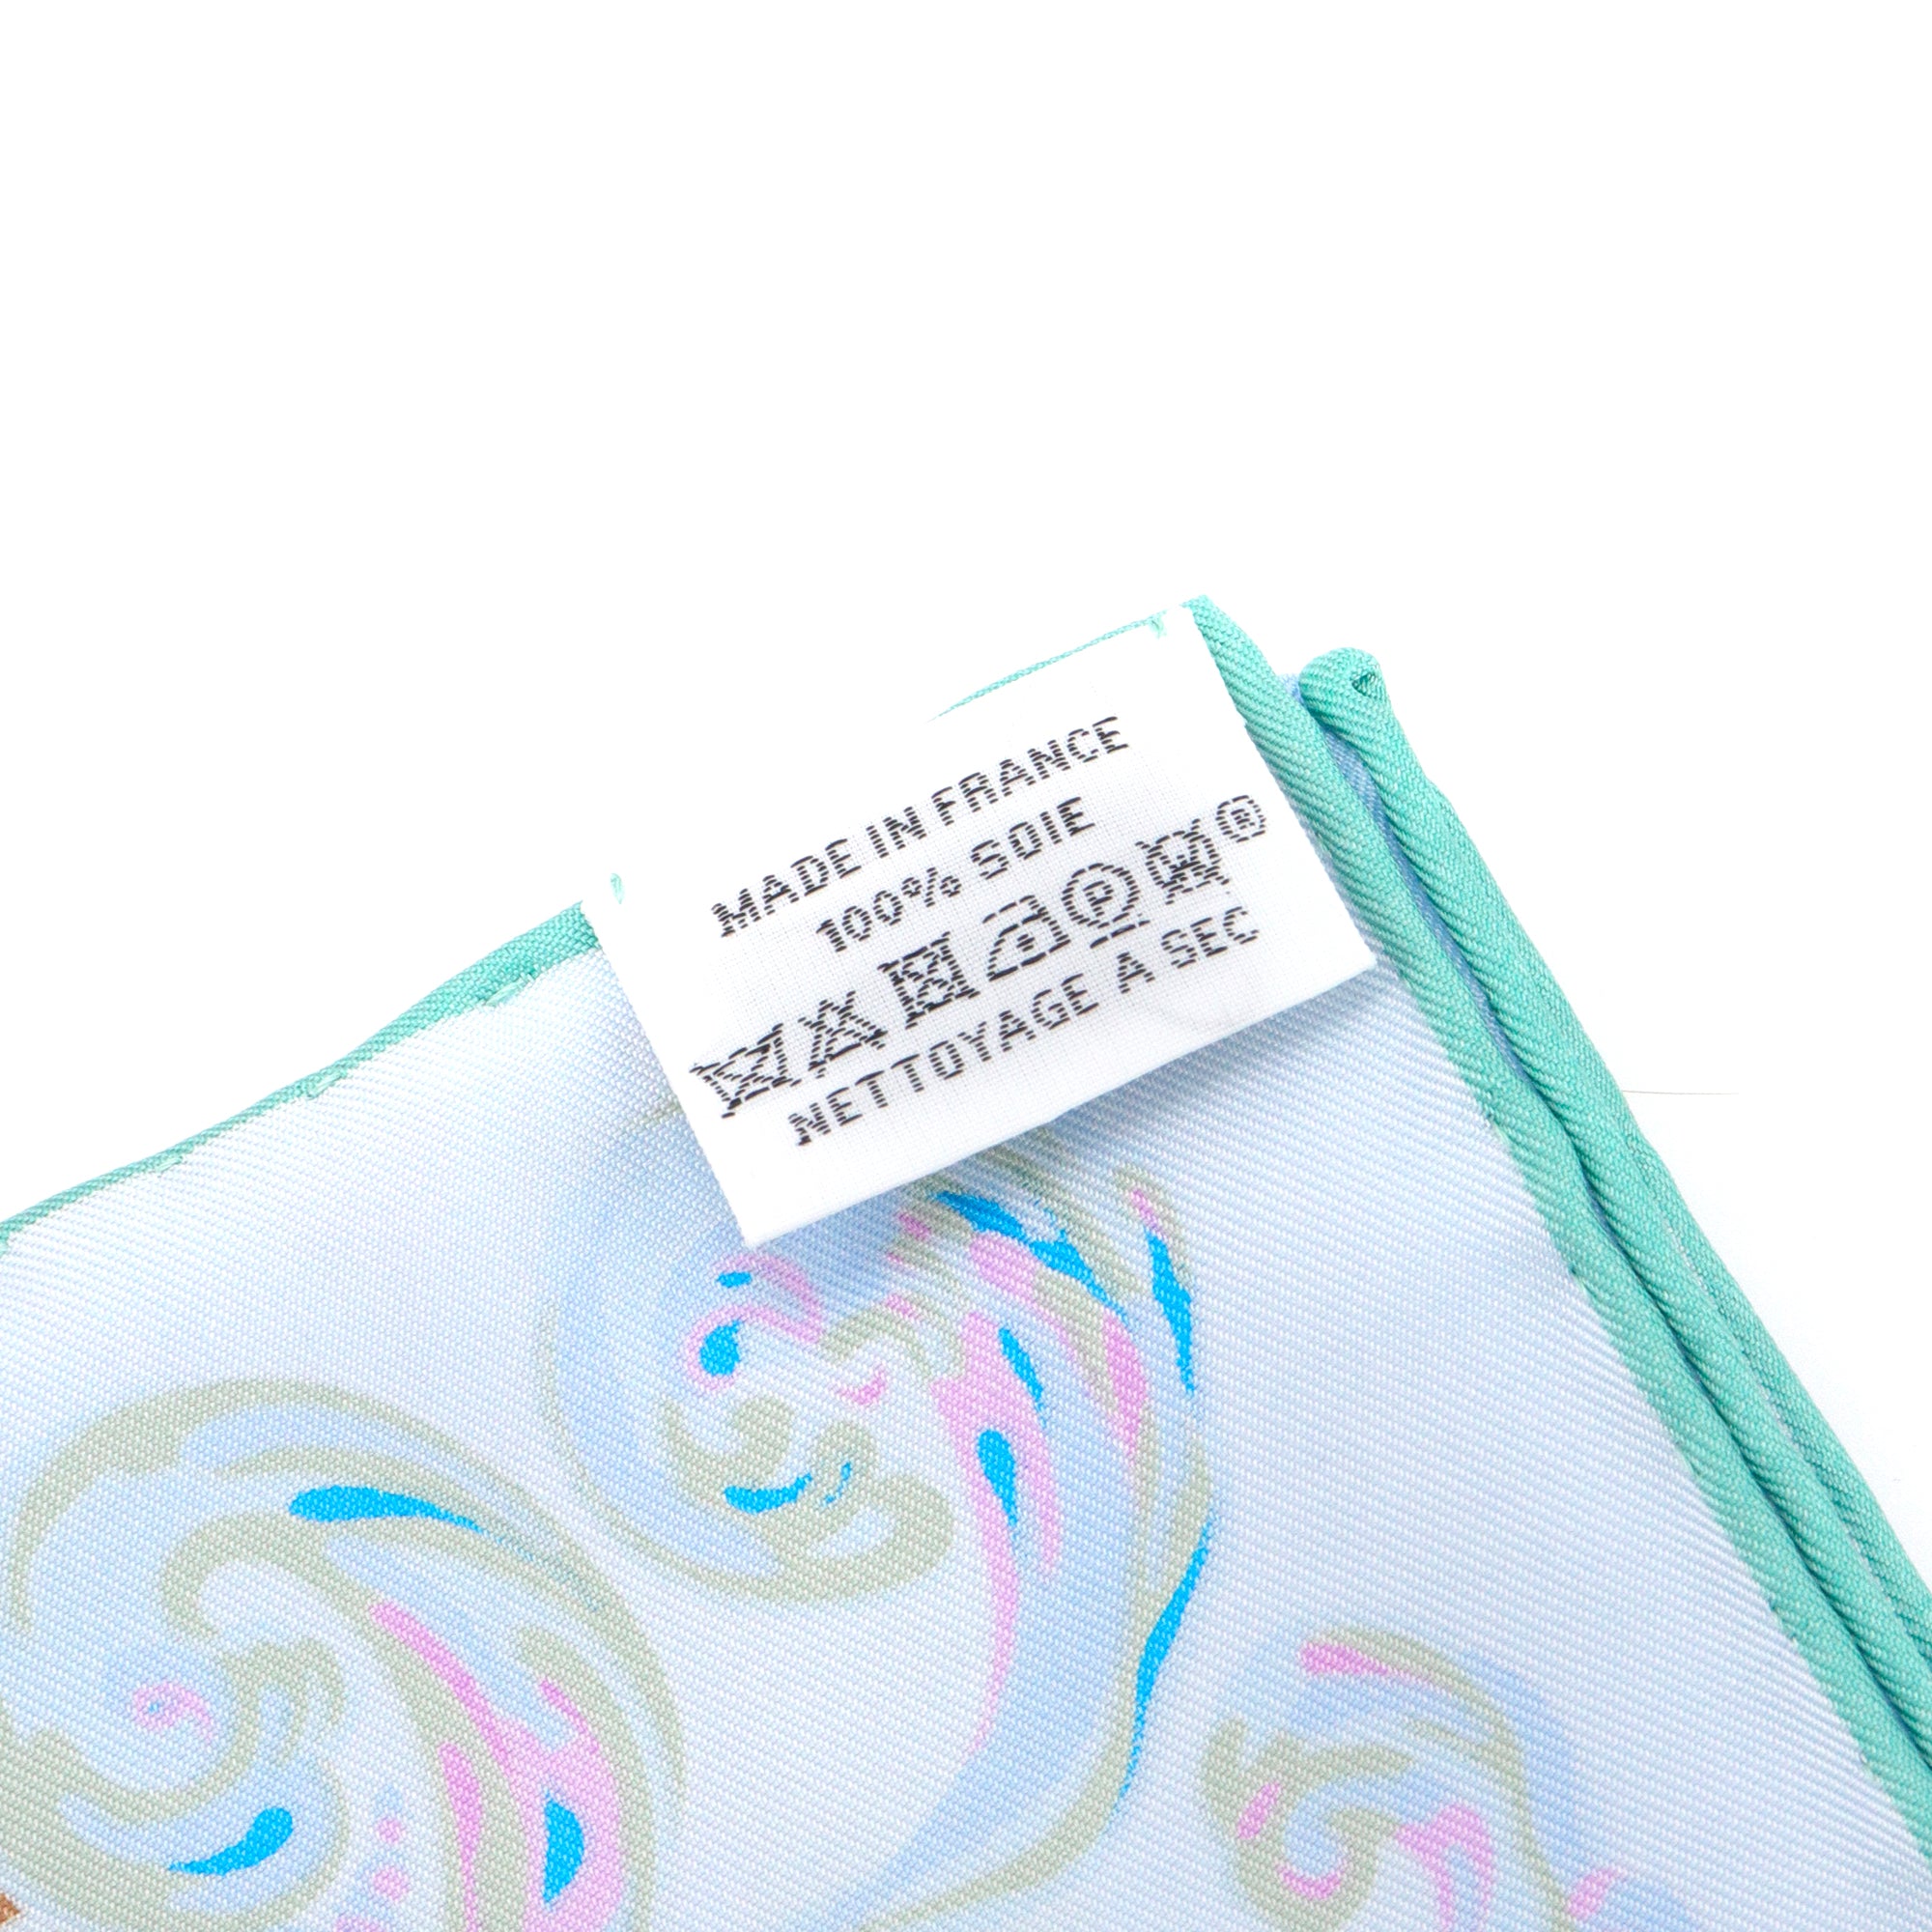 MADE IN FRANCE
100% SOIE
P ®
NETTOYAGE A SEC